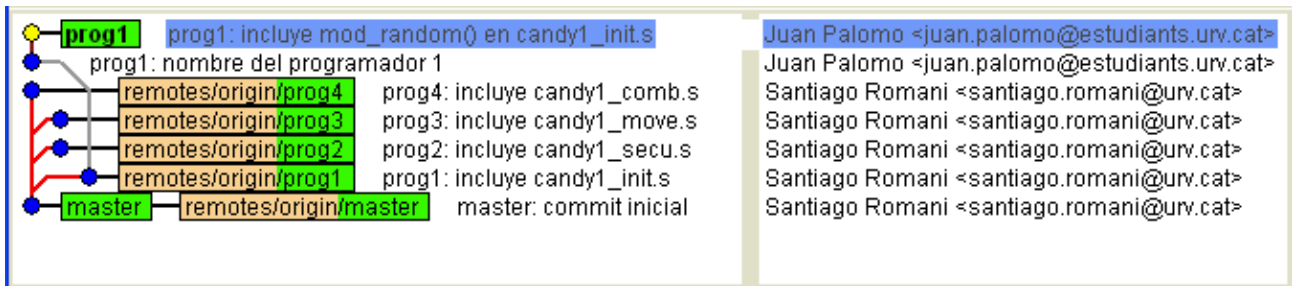 prog1 prog1: incluye mod_random() en candy1_init.s Juan Palomo <juan.palomo@estudiants.urv.cat>
prog1: nombre del programador 1 Juan Palomo <juan.palomo@estudiants.urv.cat>
remotes/origin/prog4 prog4: incluye candy1_comb.s Santiago Romani <santiago.romani@urv.cat>
remotes/origin/prog3 prog3: incluye candy1_move.s Santiago Romani <santiago.romani@urv.cat>
remotes/origin/prog2 prog2: incluye candy1_secu.s Santiago Romani <santiago.romani@urv.cat>
remotes/origin/prog1 prog1: incluye candy1_init.s Santiago Romani <santiago.romani@urv.cat>
master remotes/origin/master master: commit inicial Santiago Romani <santiago.romani@urv.cat>